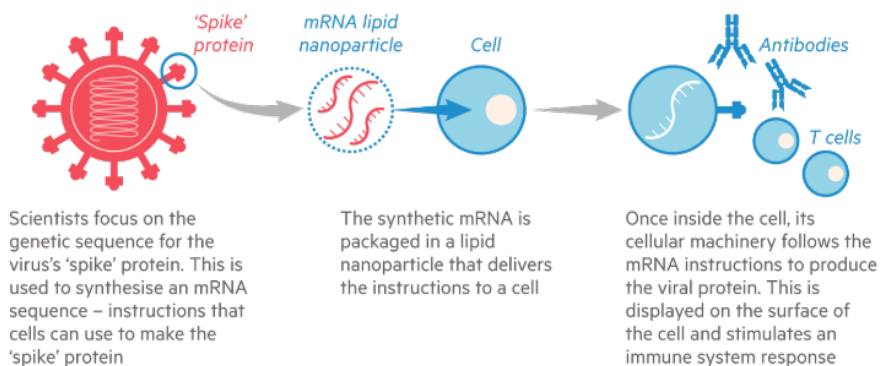 ‘Spike’
protein
mRNA lipid
nanoparticle
Cell
Antibodies
T cells
Scientists focus on the
genetic sequence for the
virus’s ‘spike’ protein. This is
used to synthesise an mRNA
sequence – instructions that
cells can use to make the
‘spike’ protein
The synthetic mRNA is
packaged in a lipid
nanoparticle that delivers
the instructions to a cell
Once inside the cell, its
cellular machinery follows the
mRNA instructions to produce
the viral protein. This is
displayed on the surface of
the cell and stimulates an
immune system response